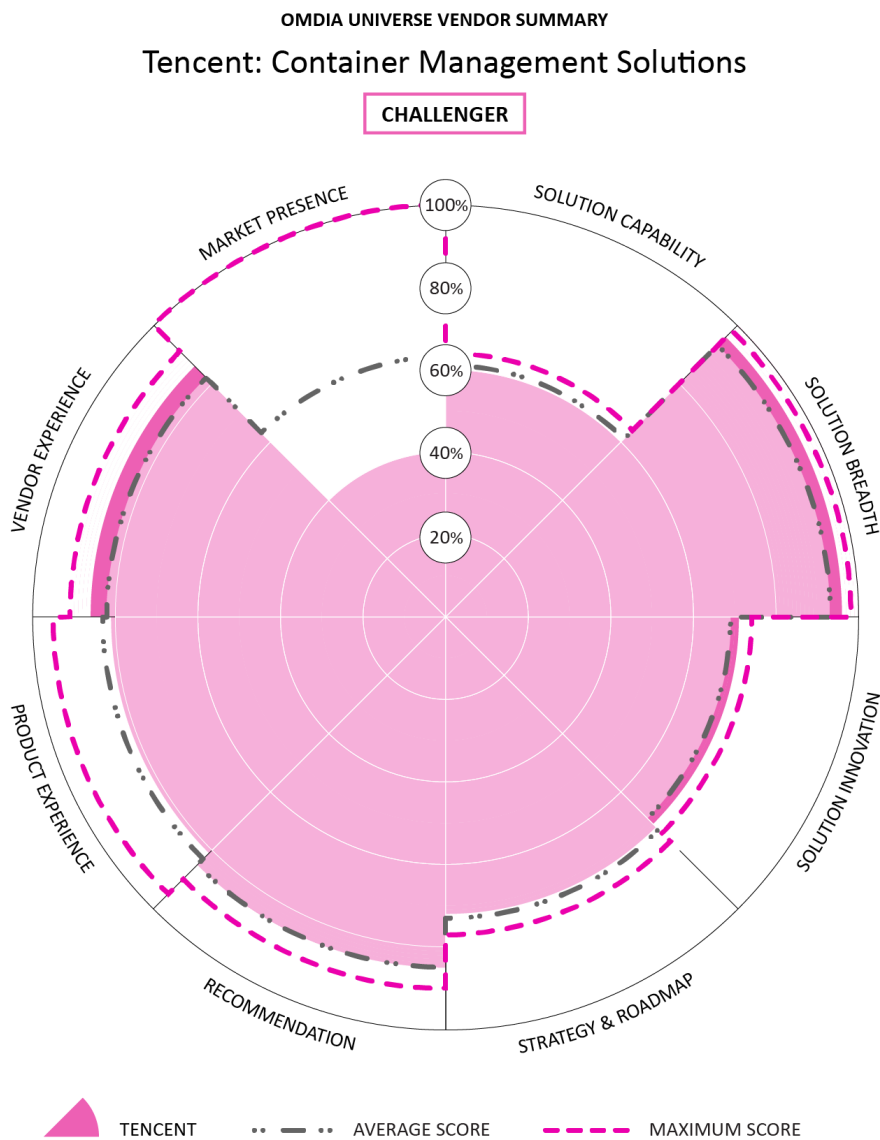 OMDIA UNIVERSE VENDOR SUMMARY
Tencent: Container Management Solutions
CHALLENGER
MARKET PRESENCE
SOLUTION CAPABILITY
VENDOR EXPERIENCE
SOLUTION BREADTH
100%
80%
60%
40%
20%
PRODUCT EXPERIENCE
SOLUTION INNOVATION
RECOMMENDATION
STRATEGY & ROADMAP
TENCENT
AVERAGE SCORE
MAXIMUM SCORE